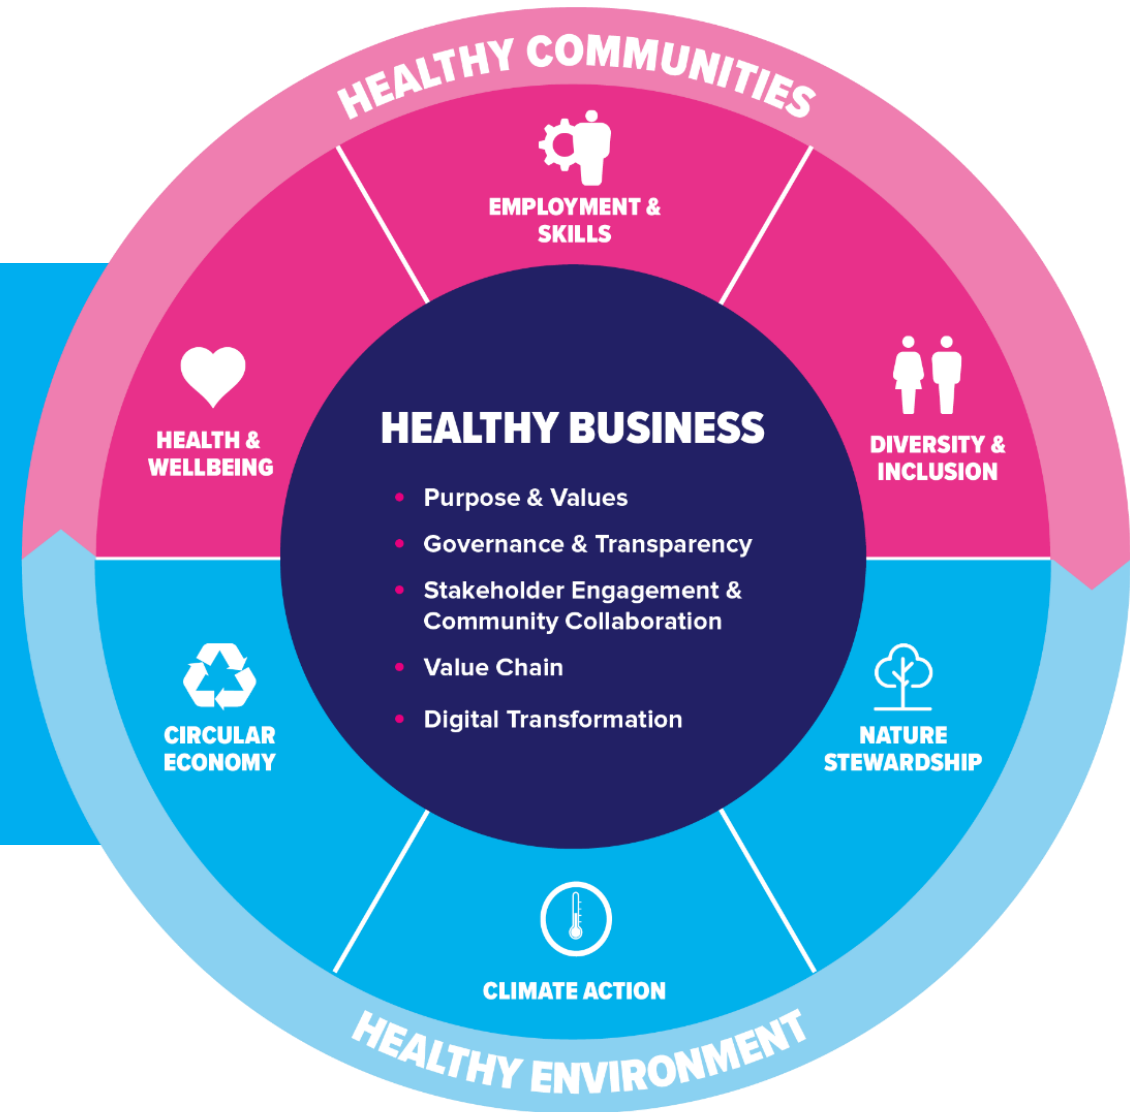 HEALTHY COMMUNITIES
EMPLOYMENT &
SKILLS
HEALTH &
WELLBEING
DIVERSITY &
INCLUSION
HEALTHY BUSINESS
• Purpose & Values
• Governance & Transparency
• Stakeholder Engagement &
Community Collaboration
• Value Chain
• Digital Transformation
CIRCULAR
ECONOMY
NATURE
STEWARDSHIP
CLIMATE ACTION
HEALTHY ENVIRONMENT